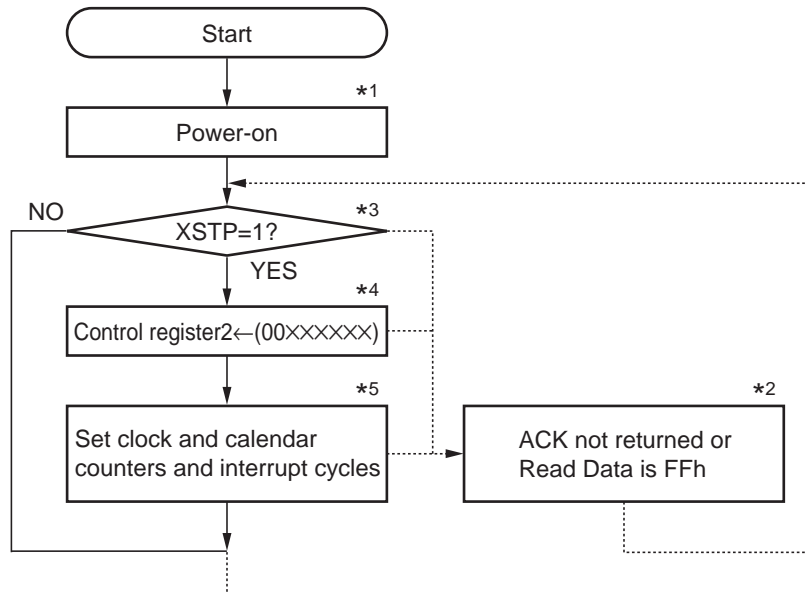 Start
*1
Power-on
NO
*3
XSTP=1?
YES
*4
Control register2←(00XXXXXX)
*5
Set clock and calendar
counters and interrupt cycles
*2
ACK not returned or
Read Data is FFh